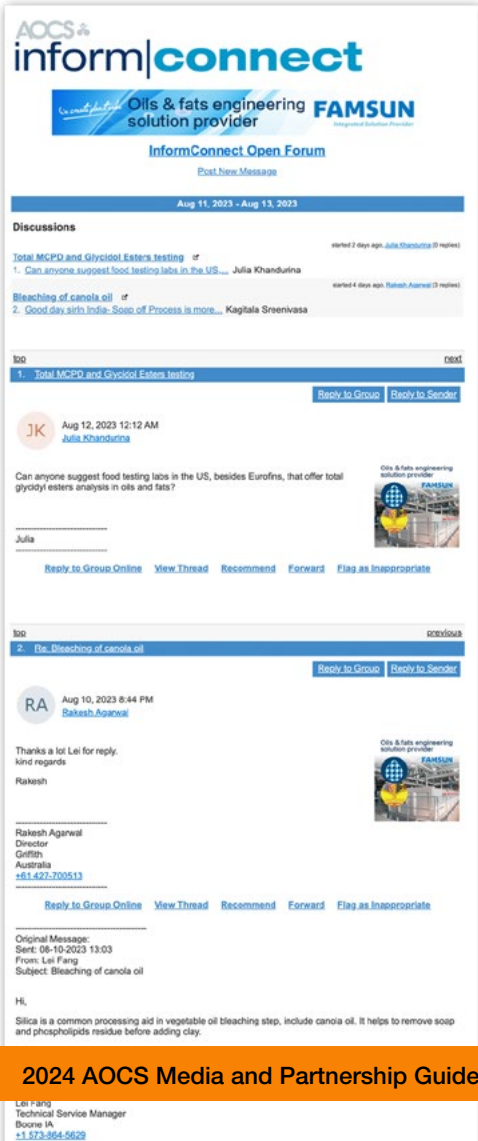 AOCS
inform|connect
Oils & fats engineering
solution provider
FAMSUN
Integrated Solution Provider
InformConnect Open Forum
Post New Message
Aug 11, 2023 - Aug 13, 2023
Discussions
started 2 days ago, Julia Khandurina (0 replies)
Total MCPD and Glycidol Esters testing
1. Can anyone suggest food testing labs in the US,... Julia Khandurina
started 4 days ago, Rakesh Agarwal (3 replies)
Bleaching of canola oil
2. Good day sirIn India- Soap off Process is more... Kagitala Sreenivasa
top next
1. Total MCPD and Glycidol Esters testing
Reply to Group Reply to Sender
JK
Aug 12, 2023 12:12 AM
Julia Khandurina
Can anyone suggest food testing labs in the US, besides Eurofins, that offer total
glycidyl esters analysis in oils and fats?
Oils & fats engineering
solution provider
FAMSUN
------------------------------
Julia
------------------------------
Reply to Group Online View Thread Recommend Forward Flag as Inappropriate
top previous
2. Re: Bleaching of canola oil
Reply to Group Reply to Sender
RA
Aug 10, 2023 8:44 PM
Rakesh Agarwal
Thanks a lot Lei for reply.
kind regards
Rakesh
Oils & fats engineering
solution provider
FAMSUN
------------------------------
Rakesh Agarwal
Director
Griffith
Australia
+61 427-700513
------------------------------
Reply to Group Online View Thread Recommend Forward Flag as Inappropriate
-------------------------------------------
Original Message:
Sent: 08-10-2023 13:03
From: Lei Fang
Subject: Bleaching of canola oil
Hi,
Silica is a common processing aid in vegetable oil bleaching step, include canola oil. It helps to remove soap
and phospholipids residue before adding clay.
2024 AOCS Media and Partnership Guide
Lei Fang
Technical Service Manager
Boone IA
+1 573-864-5629